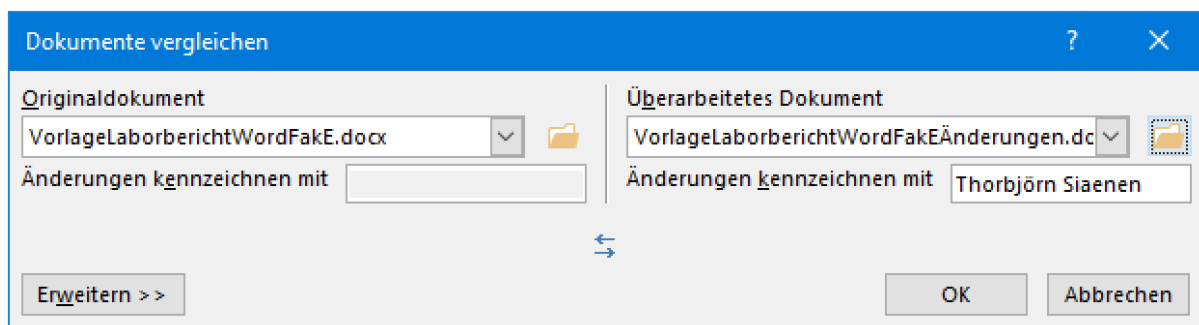 Dokumente vergleichen ?
Originaldokument
VorlageLaborberichtWordFakE.docx
Änderungen kennzeichnen mit
Überarbeitetes Dokument
VorlageLaborberichtWordFakEÄnderungen.dc
Änderungen kennzeichnen mit Thorbjörn Siaenen
Erweitern >> OK Abbrechen